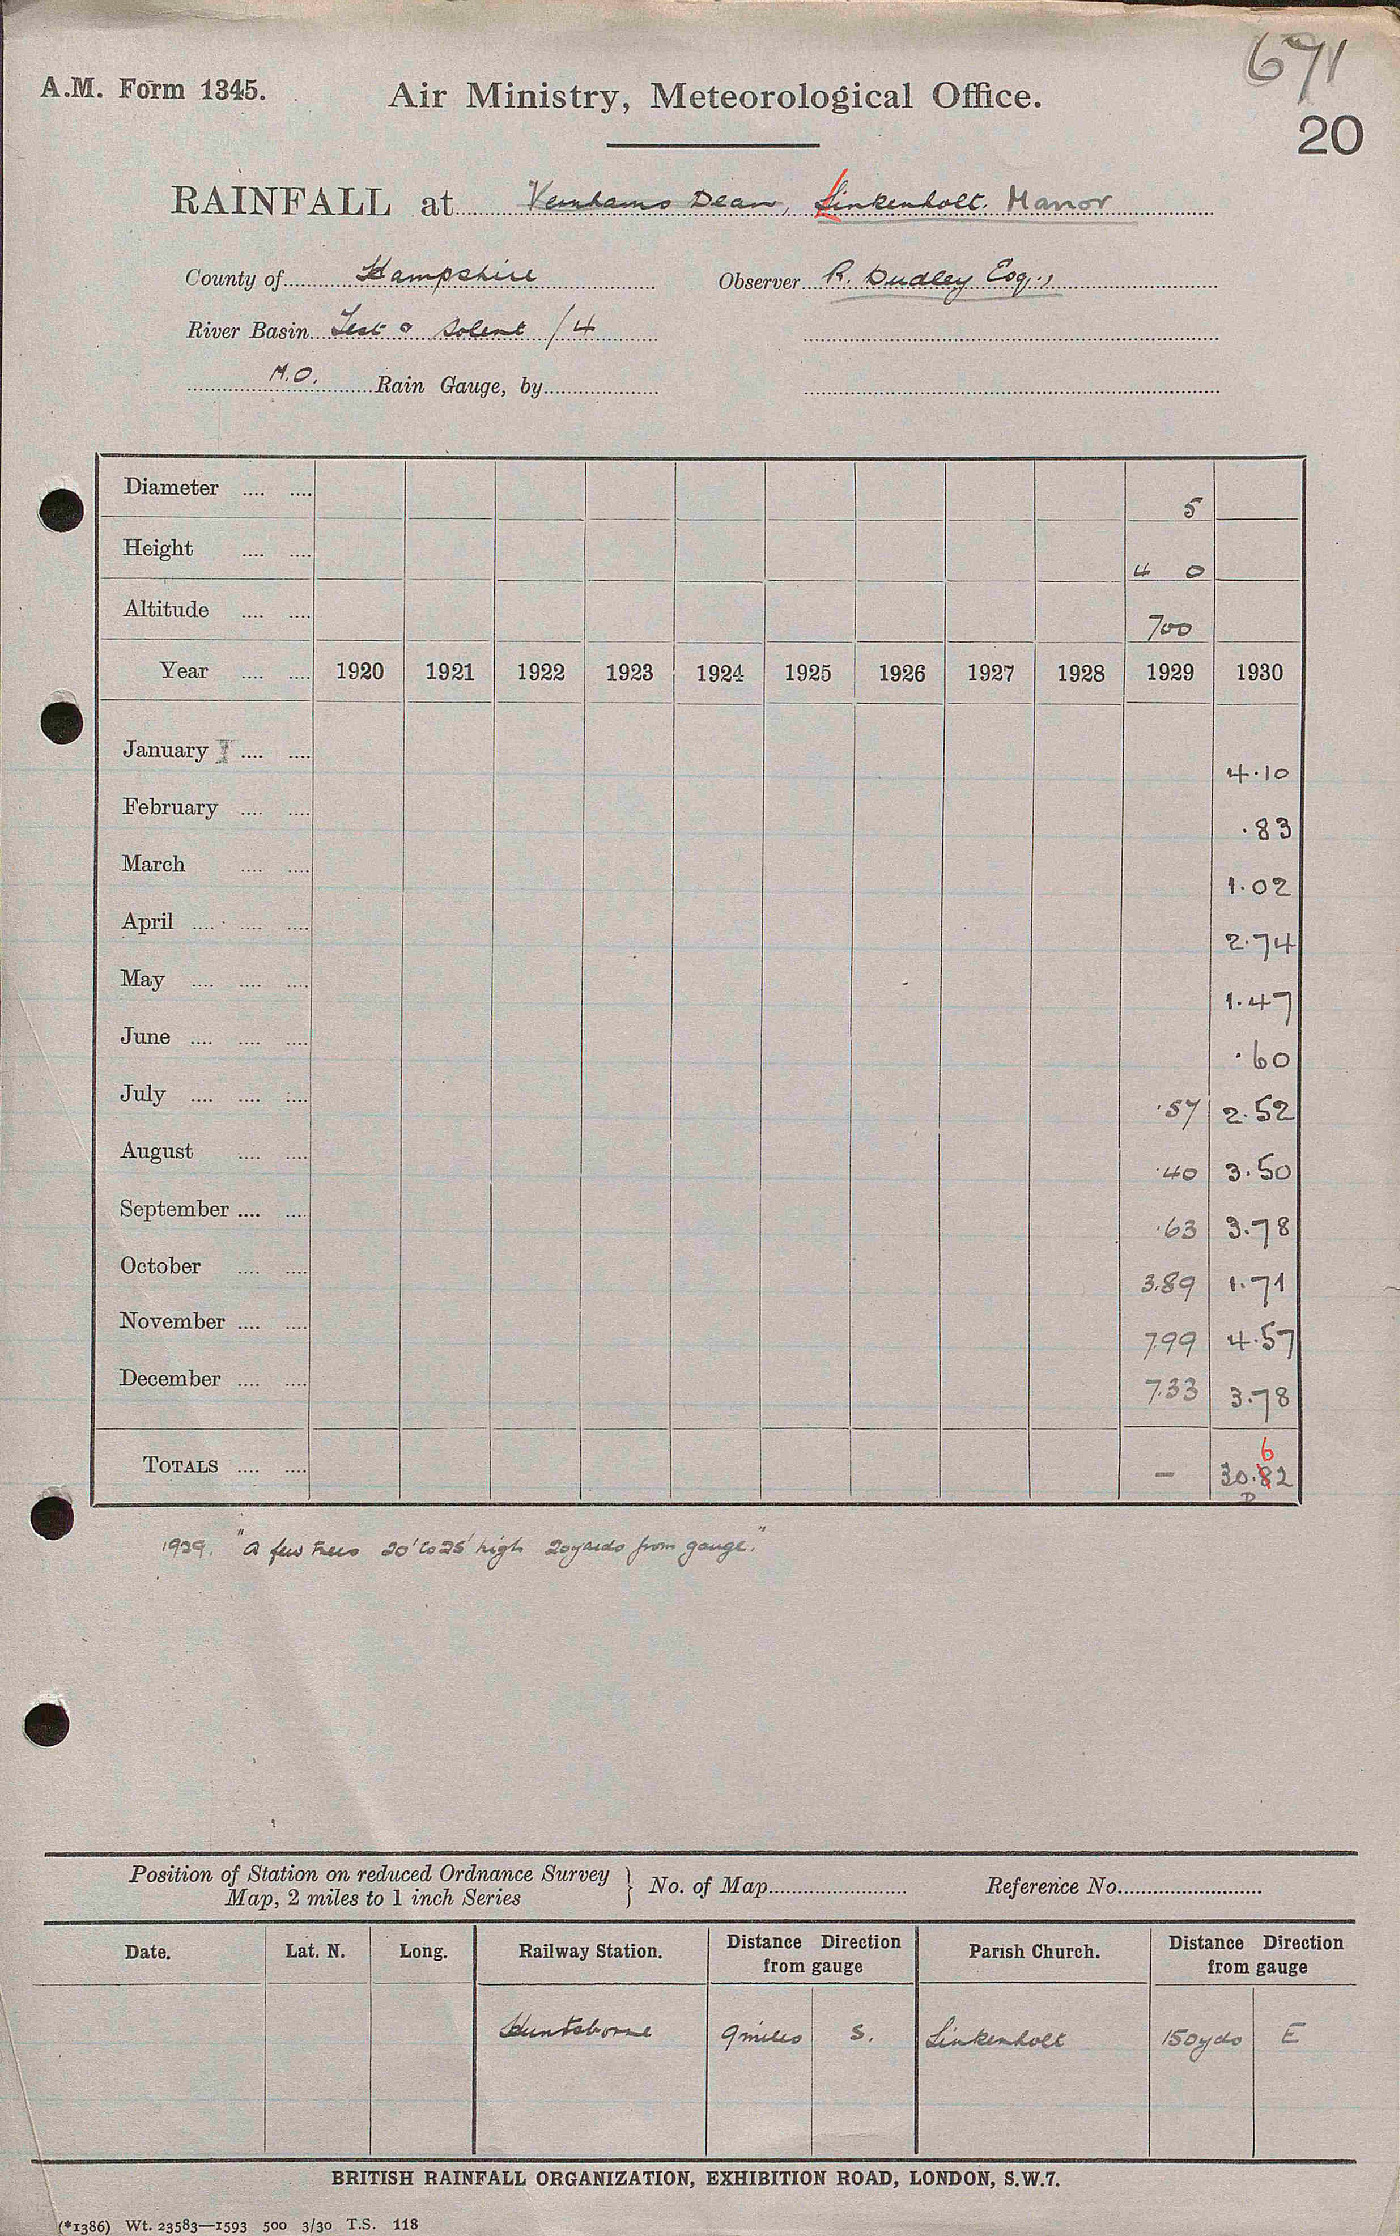 671
A.M. Form 1345.
Air Ministry, Meteorological Office.
20
RAINFALL at Vernhams Dean, Linkenholt. Manor
County of Hampshire Observer R. Dudley Esq.,
River Basin Test & Solent /4
M.O. Rain Gauge, by
Diameter .... .... 5
Height .... .... 4 0
Altitude .... .... 700
Year .... .... 1920 1921 1922 1923 1924 1925 1926 1927 1928 1929 1930
January .... .... 4.10
February .... .... .83
March .... .... 1.02
April .... .... .... 2.74
May .... .... .... 1.47
June .... .... .... .60
July .... .... .... .57 2.52
August .... .... .40 3.50
September .... .... .63 3.78
October .... .... 3.89 1.71
November .... .... 7.99 4.57
December .... .... 7.33 3.78
6
TOTALS .... .... — 30.82
1929. "A few trees 20' to 25' high 20 yards from gauge."
Position of Station on reduced Ordnance Survey
Map, 2 miles to 1 inch Series } No. of Map Reference No.
Date. Lat. N. Long. Railway Station. Distance Direction from gauge Parish Church. Distance Direction from gauge
Huntsborne 9 miles S. Linkenholt 150 yds E
BRITISH RAINFALL ORGANIZATION, EXHIBITION ROAD, LONDON, S.W.7.
(*1386) Wt. 23583—1593 500 3/30 T.S. 118